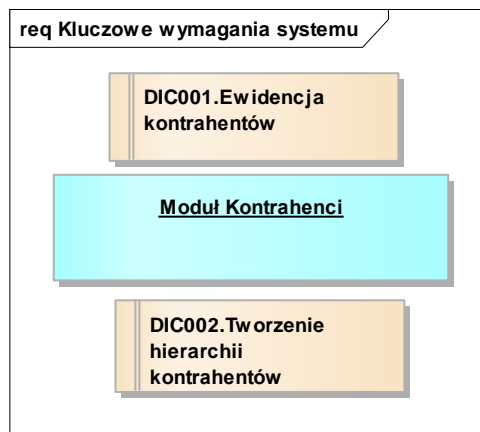 req Kluczowe wymagania systemu
DIC001.Ewidencja
kontrahentów
Moduł Kontrahenci
DIC002.Tworzenie
hierarchii
kontrahentów